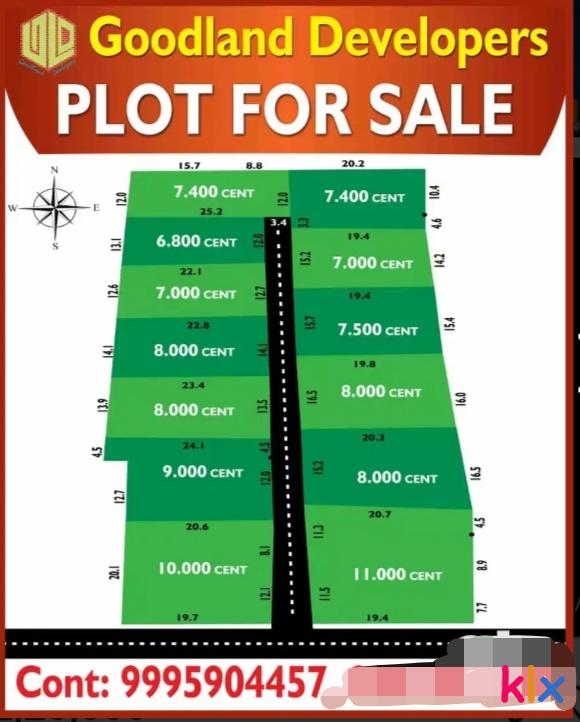 Goodland Developers
PLOT FOR SALE
N
W E
S
15.7 8.8 20.2
12.0 7.400 CENT 12.0 7.400 CENT 10.4
25.2
3.4 3.3 4.6
13.1 6.800 CENT 12.0 19.4
15.2 7.000 CENT 14.2
22.1
12.6 7.000 CENT 12.7 19.4
22.8 15.7 7.500 CENT 15.4
14.1 8.000 CENT 14.1
19.8
23.4 16.5 8.000 CENT 16.0
13.9 8.000 CENT 13.5
24.1 20.3
4.5 4.5
9.000 CENT 12.0 15.2 8.000 CENT 16.5
12.7
20.6 20.7
11.3 4.5
20.1 10.000 CENT 8.1 11.000 CENT 8.9
12.1 11.5 7.7
19.7 19.4
Cont: 9995904457
klx